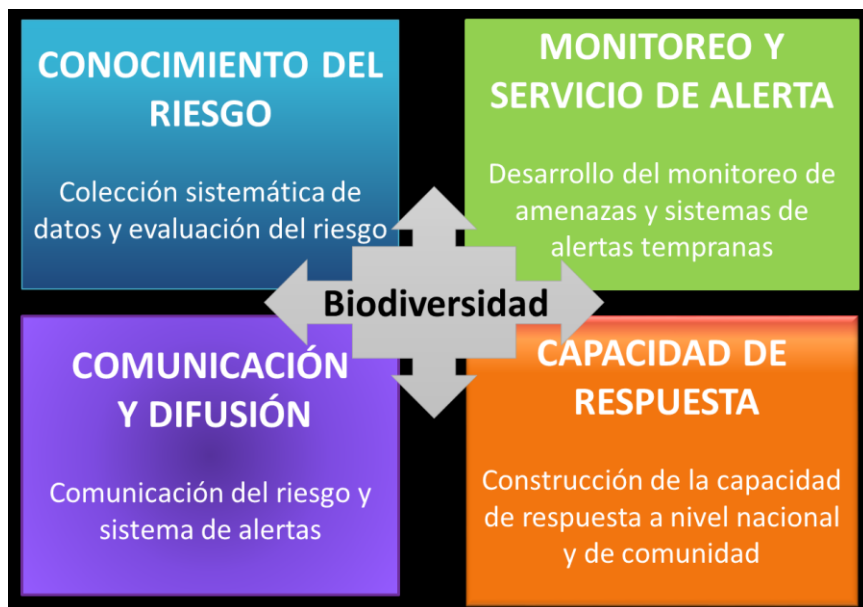 CONOCIMIENTO DEL
RIESGO
Colección sistemática de
datos y evaluación del riesgo
MONITOREO Y
SERVICIO DE ALERTA
Desarrollo del monitoreo de
amenazas y sistemas de
alertas tempranas
Biodiversidad
COMUNICACIÓN
Y DIFUSIÓN
Comunicación del riesgo y
sistema de alertas
CAPACIDAD DE
RESPUESTA
Construcción de la capacidad
de respuesta a nivel nacional
y de comunidad